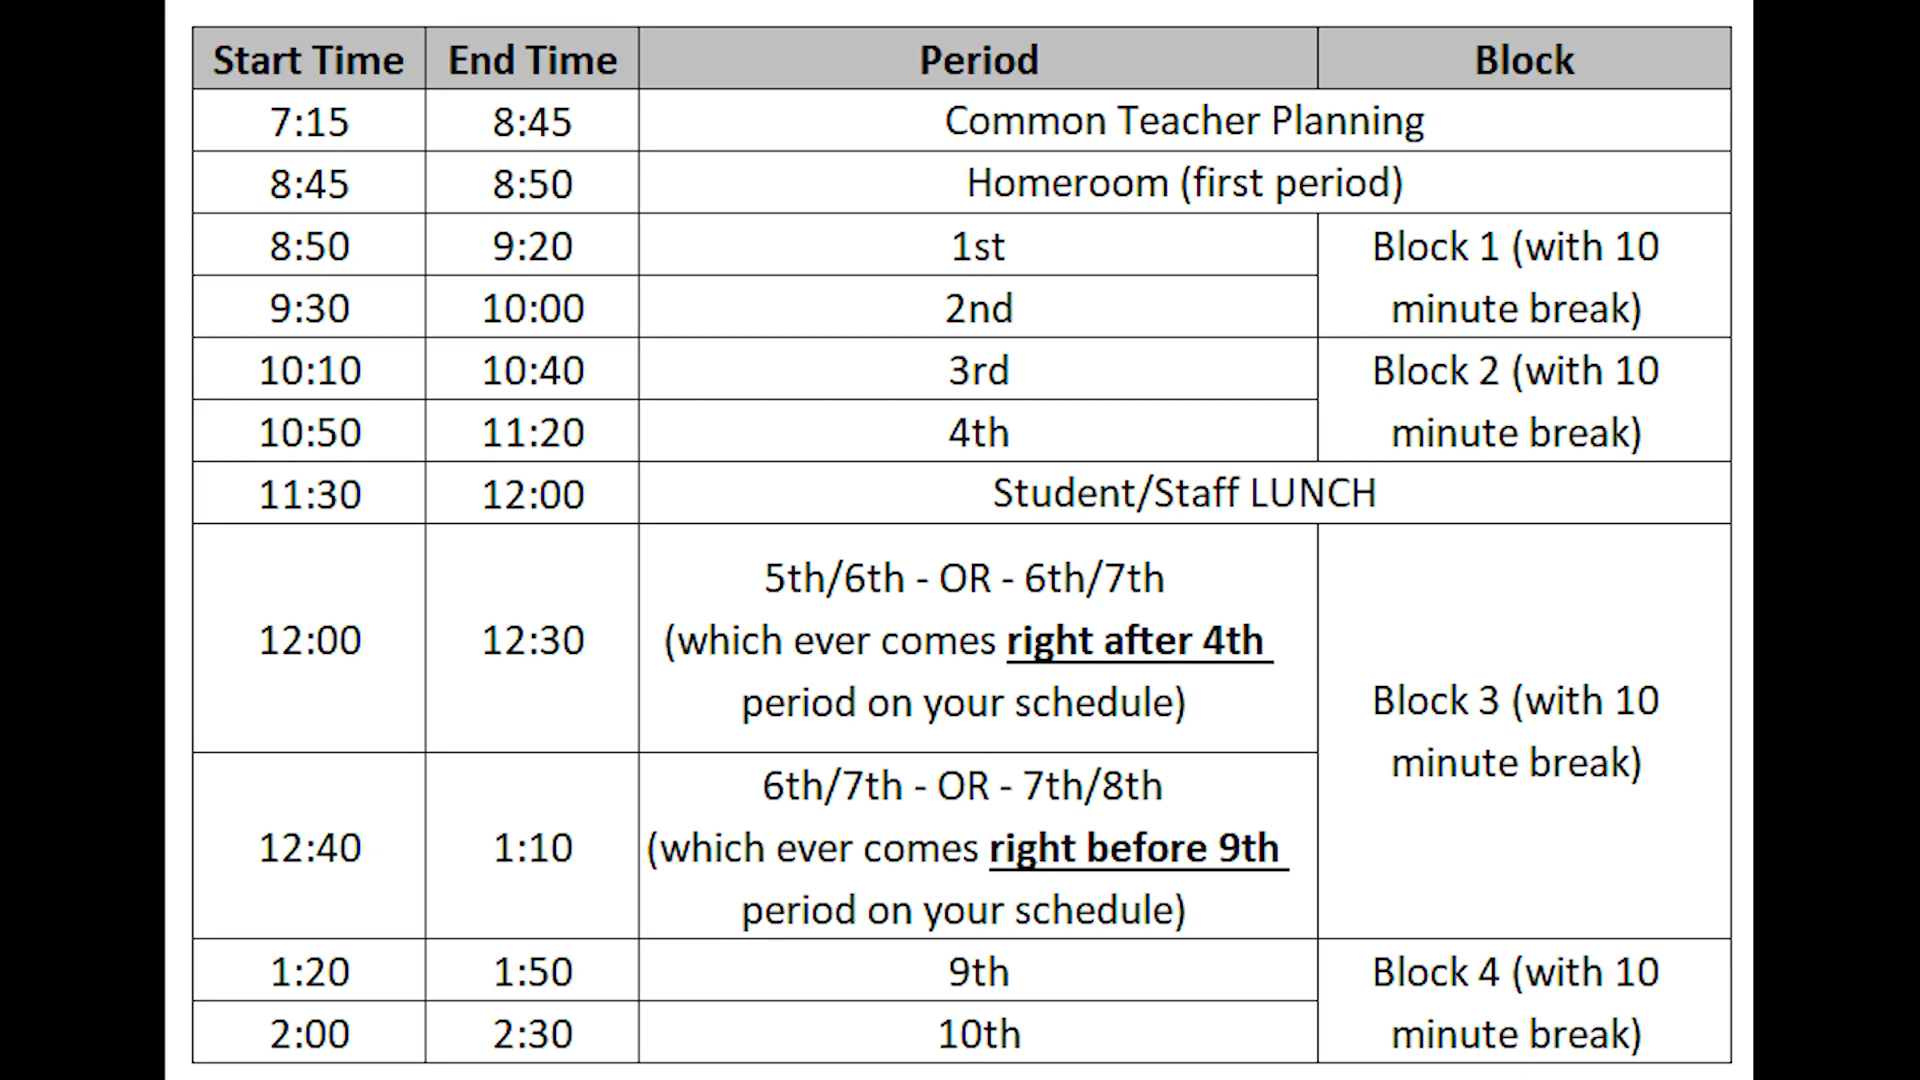 Start Time End Time Period Block
7:15 8:45 Common Teacher Planning
8:45 8:50 Homeroom (first period)
8:50 9:20 1st Block 1 (with 10
9:30 10:00 2nd minute break)
10:10 10:40 3rd Block 2 (with 10
10:50 11:20 4th minute break)
11:30 12:00 Student/Staff LUNCH
5th/6th - OR - 6th/7th
12:00 12:30 (which ever comes right after 4th
period on your schedule)
Block 3 (with 10
minute break)
6th/7th - OR - 7th/8th
12:40 1:10 (which ever comes right before 9th
period on your schedule)
1:20 1:50 9th Block 4 (with 10
2:00 2:30 10th minute break)